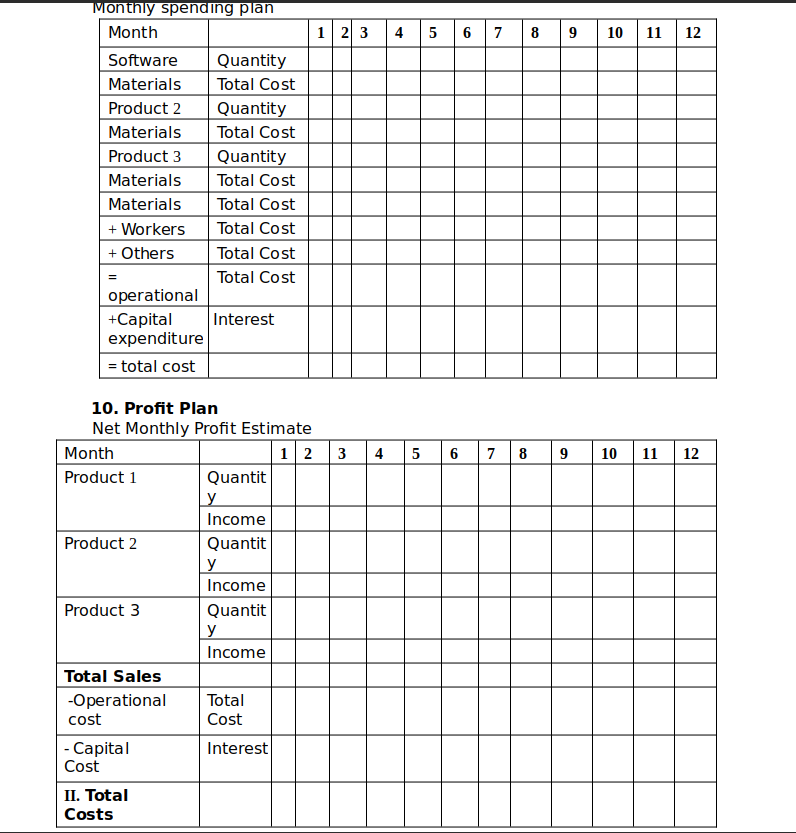 Monthly spending plan
Month 1 2 3 4 5 6 7 8 9 10 11 12
Software Quantity
Materials Total Cost
Product 2 Quantity
Materials Total Cost
Product 3 Quantity
Materials Total Cost
Materials Total Cost
+ Workers Total Cost
+ Others Total Cost
= Total Cost
operational
+Capital Interest
expenditure
= total cost
10. Profit Plan
Net Monthly Profit Estimate
Month 1 2 3 4 5 6 7 8 9 10 11 12
Product 1 Quantit
y
Income
Product 2 Quantit
y
Income
Product 3 Quantit
y
Income
Total Sales
-Operational Total
cost Cost
- Capital Interest
Cost
II. Total
Costs